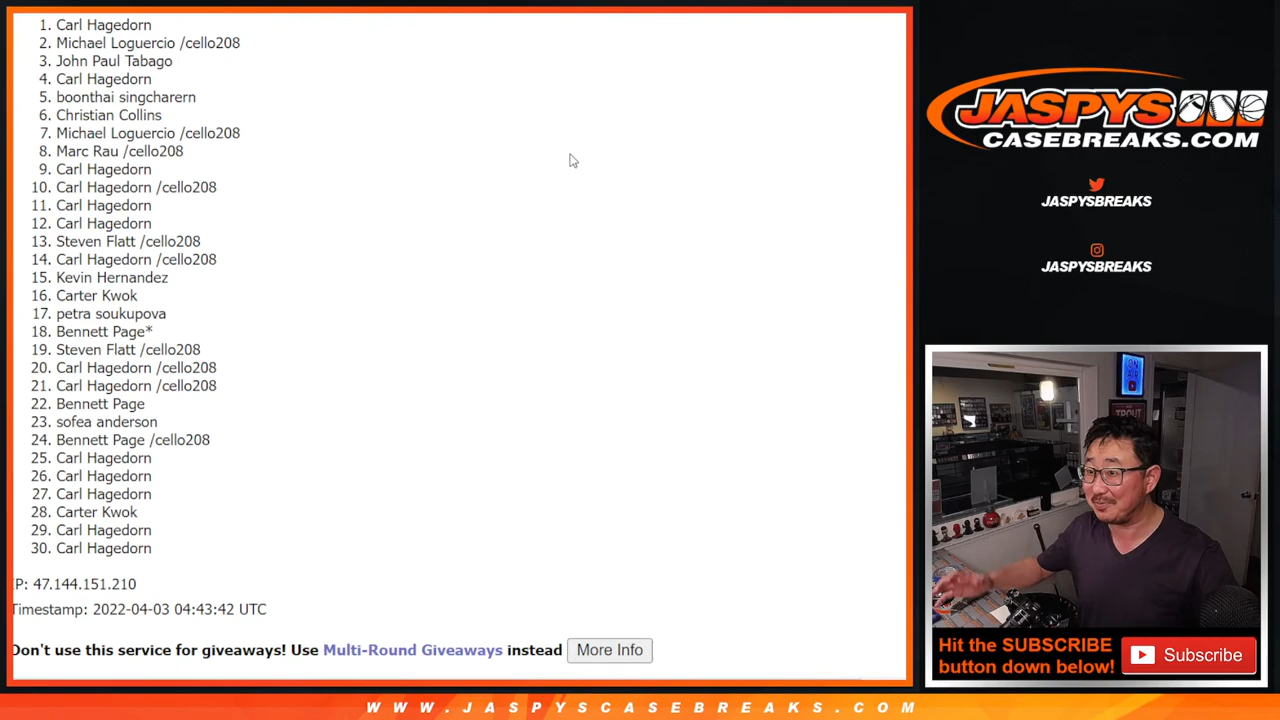 1. Carl Hagedorn
2. Michael Loguercio /cello208
3. John Paul Tabago
4. Carl Hagedorn
5. boonthai singcharern
6. Christian Collins
7. Michael Loguercio /cello208
8. Marc Rau /cello208
9. Carl Hagedorn
10. Carl Hagedorn /cello208
11. Carl Hagedorn
12. Carl Hagedorn
13. Steven Flatt /cello208
14. Carl Hagedorn /cello208
15. Kevin Hernandez
16. Carter Kwok
17. petra soukupova
18. Bennett Page*
19. Steven Flatt /cello208
20. Carl Hagedorn /cello208
21. Carl Hagedorn /cello208
22. Bennett Page
23. sofea anderson
24. Bennett Page /cello208
25. Carl Hagedorn
26. Carl Hagedorn
27. Carl Hagedorn
28. Carter Kwok
29. Carl Hagedorn
30. Carl Hagedorn
IP: 47.144.151.210
Timestamp: 2022-04-03 04:43:42 UTC
Don't use this service for giveaways! Use Multi-Round Giveaways instead More Info
JASPYS
CASEBREAKS.COM
JASPYSBREAKS
JASPYSBREAKS
ON
AIR
TROUT
Hit the SUBSCRIBE
button down below!
Subscribe
WWW.JASPYSCASEBREAKS.COM